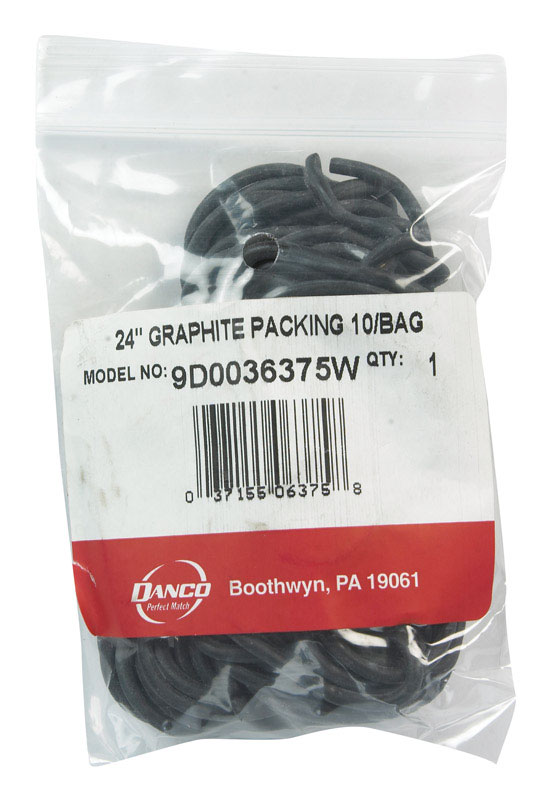 24" GRAPHITE PACKING 10/BAG
MODEL NO: 9D0036375W QTY: 1
0 37155 06375 8
DANCO
Perfect Match
Boothwyn, PA 19061